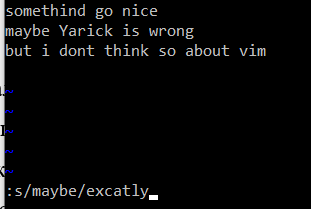 somethind go nice
maybe Yarick is wrong
but i dont think so about vim
~
~
~
~
~
:s/maybe/excatly